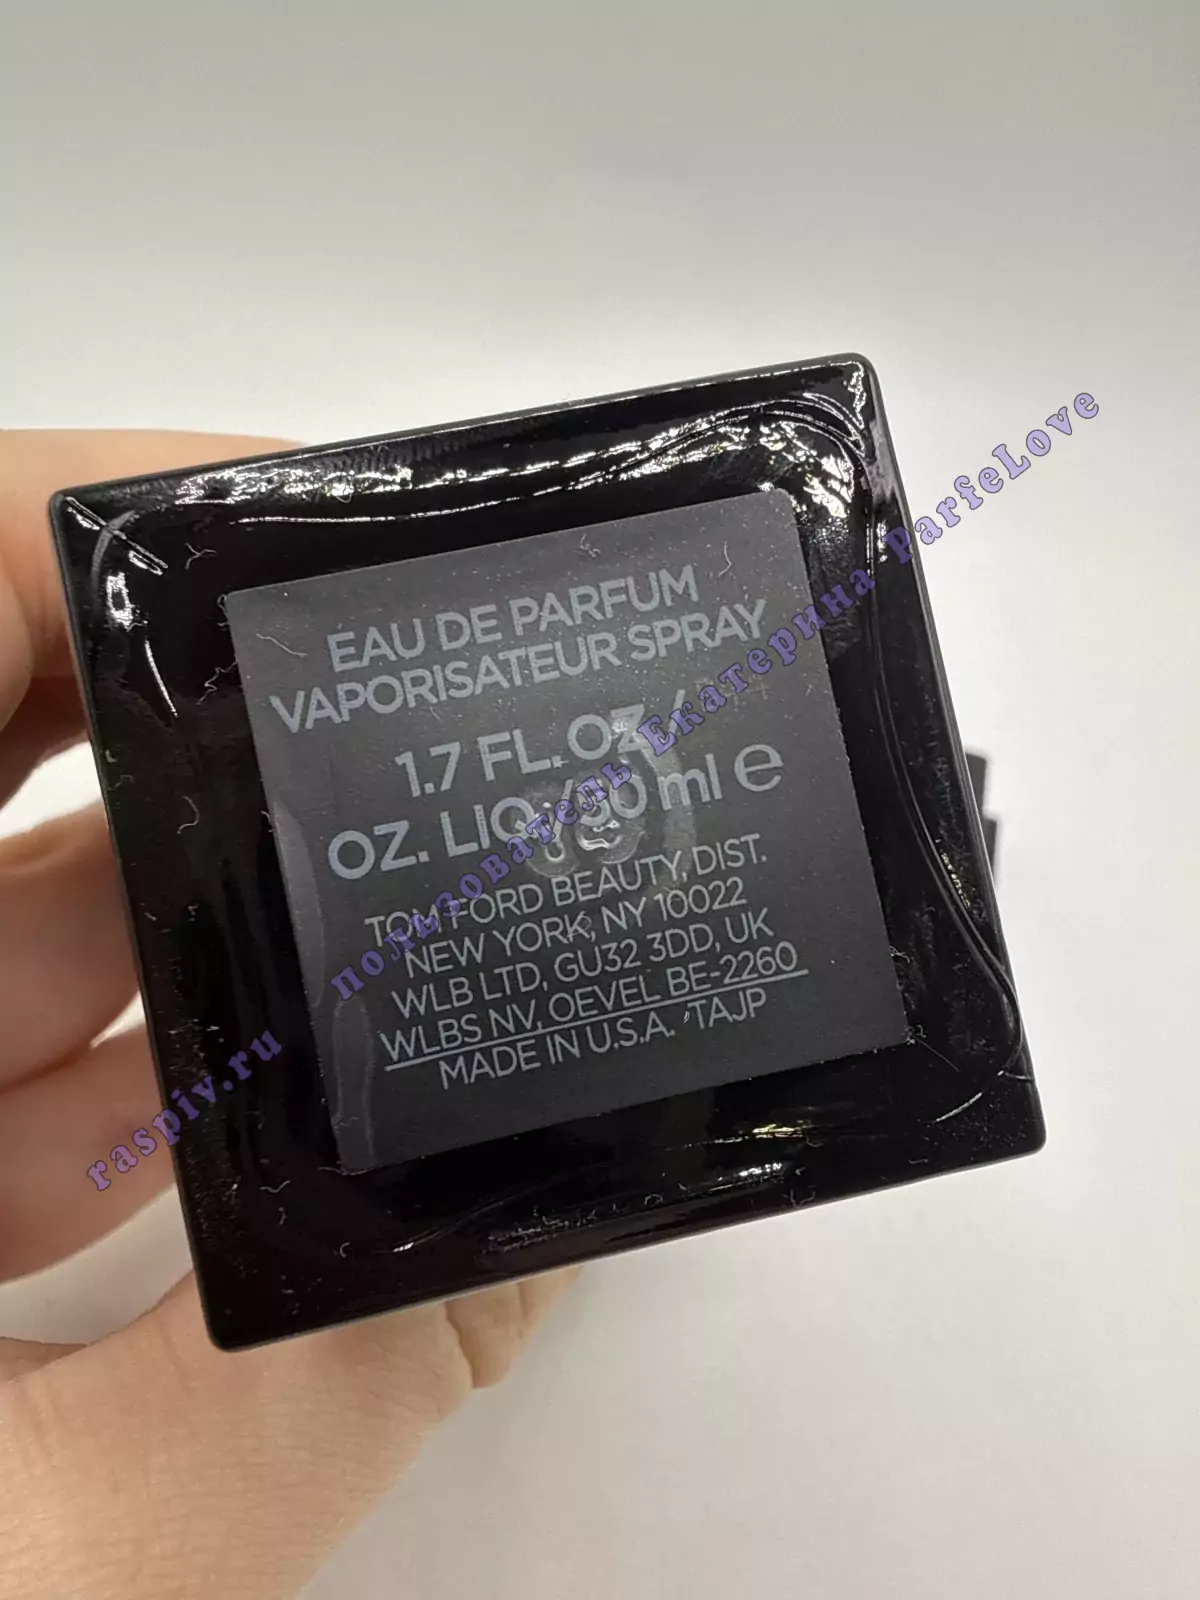 EAU DE PARFUM
VAPORISATEUR SPRAY
1.7 FL.OZ./
OZ. LIQ./50 ml e
TOM FORD BEAUTY, DIST.
NEW YORK, NY 10022
WLB LTD, GU32 3DD, UK
WLBS NV, OEVEL BE-2260
MADE IN U.S.A. TAJP
raspiv.ru пользователь Екатерина ParfeLove